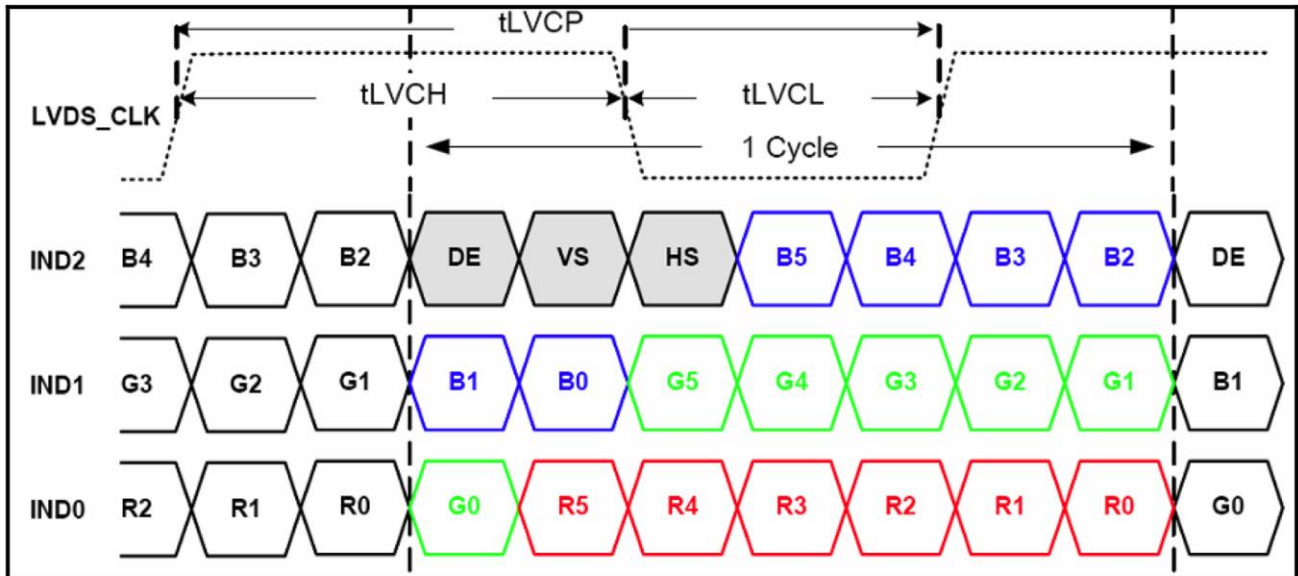 tLVCP
tLVCH tLVCL
LVDS_CLK
1 Cycle
IND2 B4 B3 B2 DE VS HS B5 B4 B3 B2 DE
IND1 G3 G2 G1 B1 B0 G5 G4 G3 G2 G1 B1
IND0 R2 R1 R0 G0 R5 R4 R3 R2 R1 R0 G0